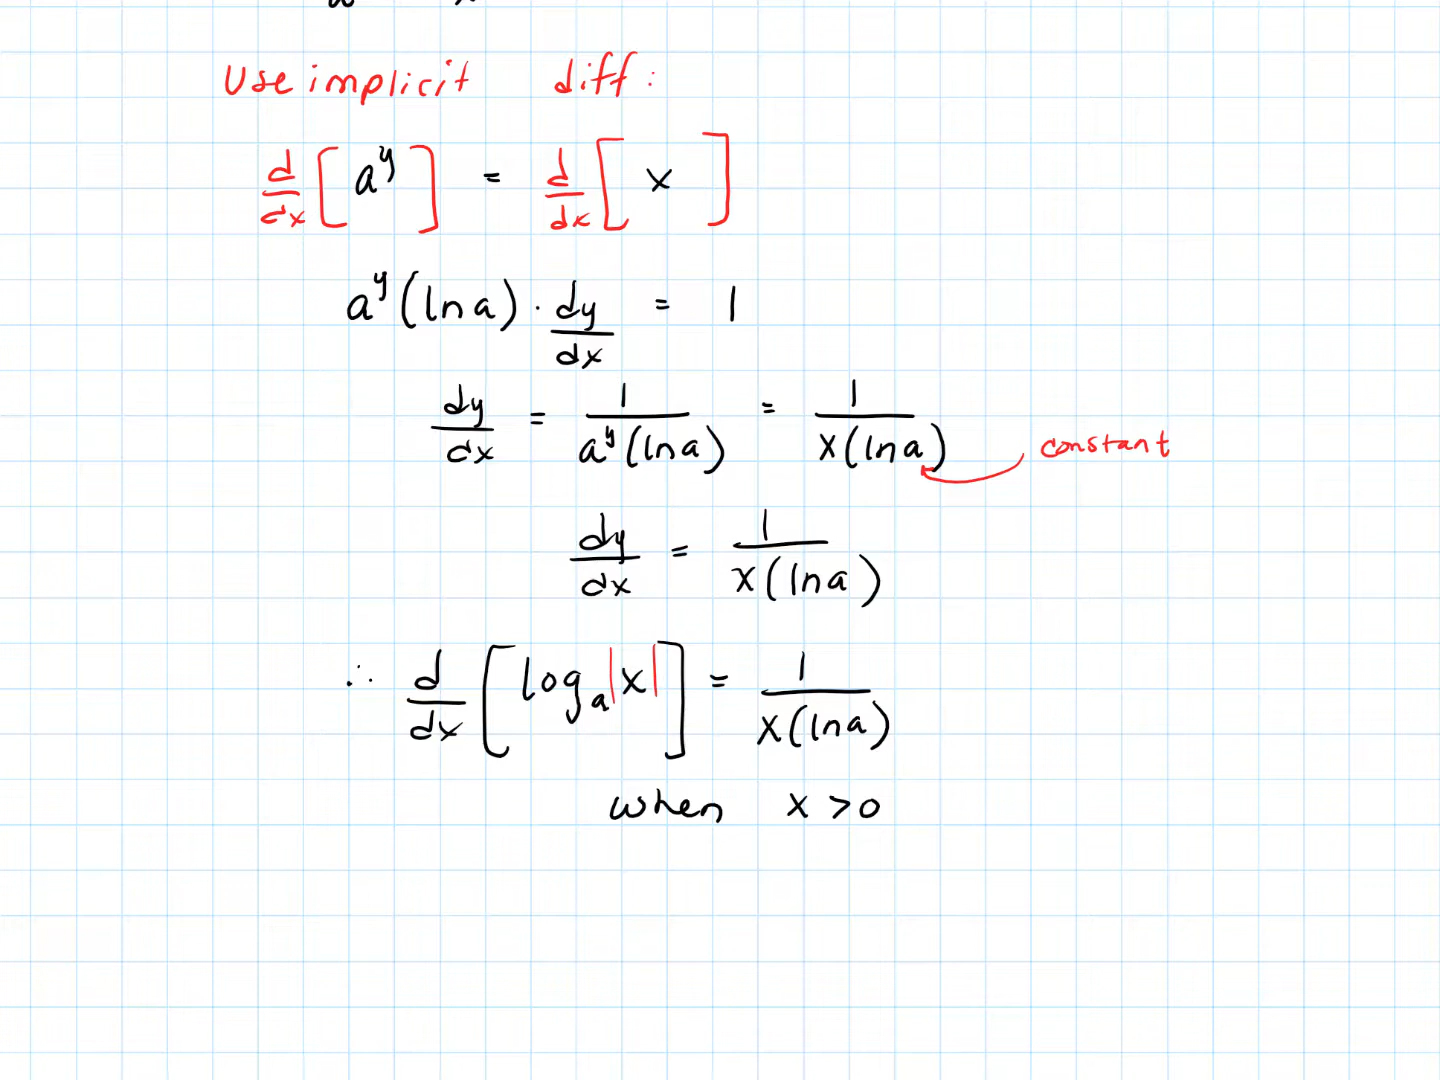 Use implicit diff:
d/dx [ a^y ] = d/dx [ x ]
a^y (ln a) · dy/dx = 1
dy/dx = 1/(a^y (ln a)) = 1/(x (ln a)) constant
dy/dx = 1/(x (ln a))
∴ d/dx [ log_a |x| ] = 1/(x (ln a))
when x > 0